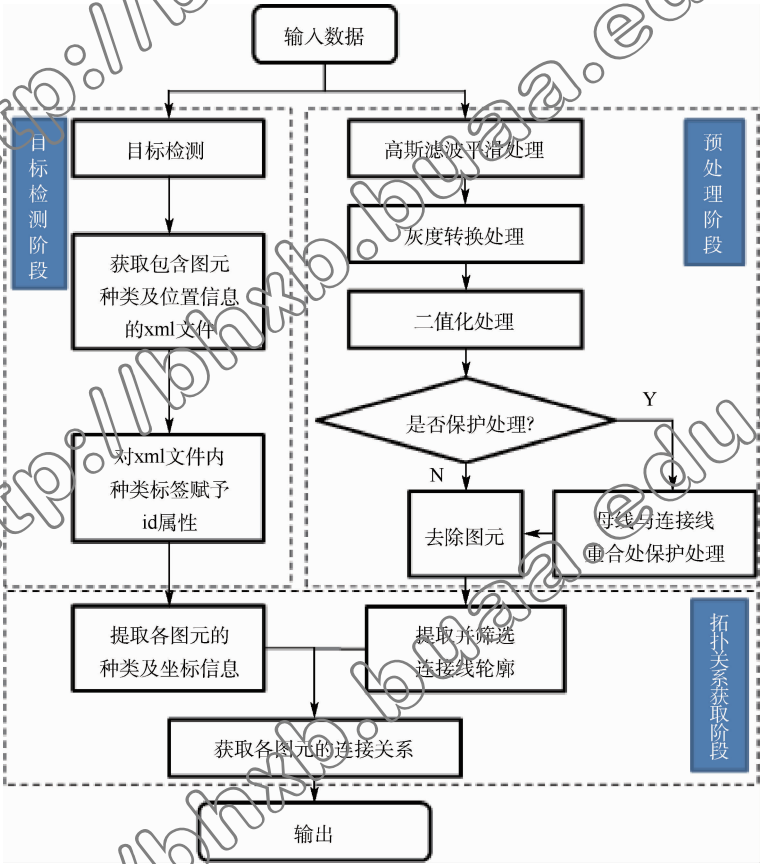 输入数据
目标检测阶段
目标检测
获取包含图元
种类及位置信息
的xml文件
对xml文件内
种类标签赋予
id属性
预处理阶段
高斯滤波平滑处理
灰度转换处理
二值化处理
是否保护处理?
Y
N
去除图元
母线与连接线
重合处保护处理
拓扑关系获取阶段
提取各图元的
种类及坐标信息
提取并筛选
连接线轮廓
获取各图元的连接关系
输出
http://bhxb.buaa.edu